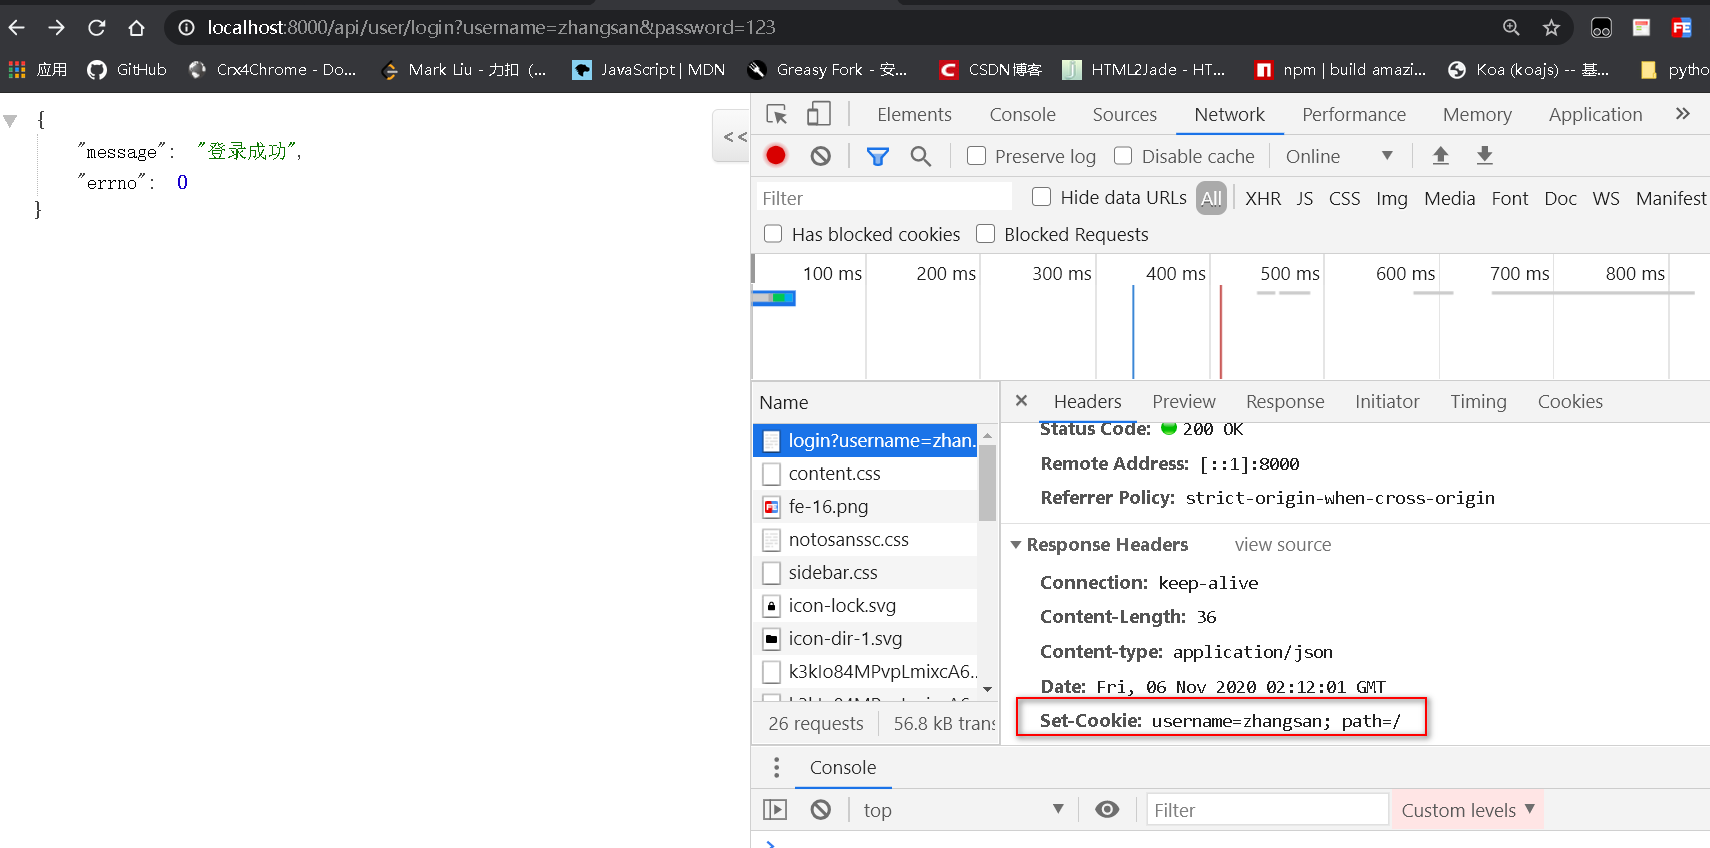 localhost:8000/api/user/login?username=zhangsan&password=123
应用 GitHub Crx4Chrome - Do... Mark Liu - 力扣 (... JavaScript | MDN Greasy Fork - 安... CSDN博客 HTML2Jade - HT... npm | build amazi... Koa (koajs) -- 基... pytho
{
"message": "登录成功",
"errno": 0
}
<<
Elements Console Sources Network Performance Memory Application »
Preserve log Disable cache Online
Filter Hide data URLs All XHR JS CSS Img Media Font Doc WS Manifest
Has blocked cookies Blocked Requests
100 ms 200 ms 300 ms 400 ms 500 ms 600 ms 700 ms 800 ms
Name
login?username=zhan.
content.css
fe-16.png
notosanssc.css
sidebar.css
icon-lock.svg
icon-dir-1.svg
26 requests 56.8 kB trans
× Headers Preview Response Initiator Timing Cookies
Status Code: 200 OK
Remote Address: [::1]:8000
Referrer Policy: strict-origin-when-cross-origin
Response Headers view source
Connection: keep-alive
Content-Length: 36
Content-type: application/json
Date: Fri, 06 Nov 2020 02:12:01 GMT
Set-Cookie: username=zhangsan; path=/
Console
top Filter Custom levels